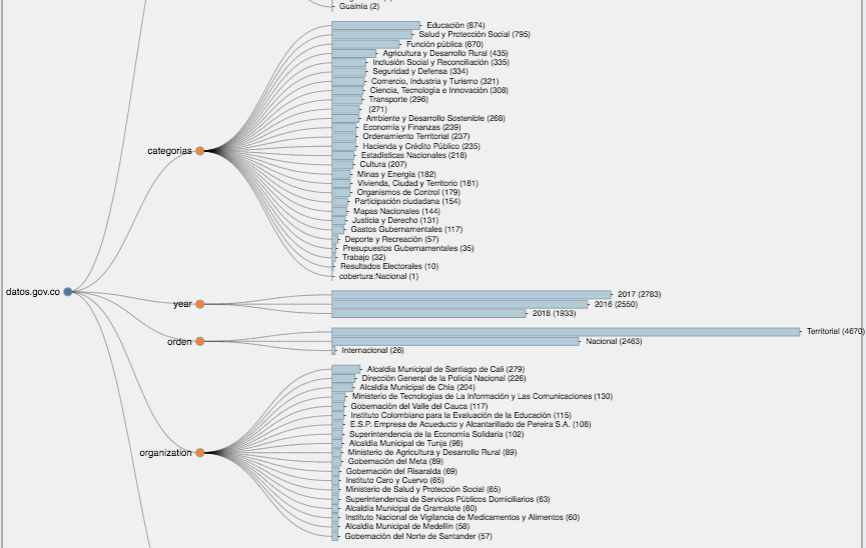 Guainía (2)
Educación (874)
Salud y Protección Social (795)
Función pública (670)
Agricultura y Desarrollo Rural (435)
Inclusión Social y Reconciliación (335)
Seguridad y Defensa (334)
Comercio, Industria y Turismo (321)
Ciencia, Tecnología e Innovación (308)
Transporte (296)
(271)
Ambiente y Desarrollo Sostenible (268)
Economía y Finanzas (239)
Ordenamiento Territorial (237)
Hacienda y Crédito Público (235)
categorias
Estadísticas Nacionales (218)
Cultura (207)
Minas y Energía (182)
Vivienda, Ciudad y Territorio (181)
Organismos de Control (179)
Participación ciudadana (154)
Mapas Nacionales (144)
Justicia y Derecho (131)
Gastos Gubernamentales (117)
Deporte y Recreación (57)
Presupuestos Gubernamentales (35)
Trabajo (32)
Resultados Electorales (10)
cobertura:Nacional (1)
datos.gov.co
year
2017 (2783)
2016 (2550)
2018 (1933)
orden
Territorial (4670)
Nacional (2463)
Internacional (26)
organization
Alcaldía Municipal de Santiago de Cali (279)
Dirección General de la Policía Nacional (226)
Alcaldía Municipal de Chía (204)
Ministerio de Tecnologías de La Información y Las Comunicaciones (130)
Gobernación del Valle del Cauca (117)
Instituto Colombiano para la Evaluación de la Educación (115)
E.S.P. Empresa de Acueducto y Alcantarillado de Pereira S.A. (108)
Superintendencia de la Economía Solidaria (102)
Alcaldía Municipal de Tunja (96)
Ministerio de Agricultura y Desarrollo Rural (89)
Gobernación del Meta (89)
Gobernación del Risaralda (69)
Instituto Caro y Cuervo (65)
Ministerio de Salud y Protección Social (65)
Superintendencia de Servicios Públicos Domiciliarios (63)
Alcaldía Municipal de Gramalote (60)
Instituto Nacional de Vigilancia de Medicamentos y Alimentos (60)
Alcaldía Municipal de Medellín (58)
Gobernación del Norte de Santander (57)